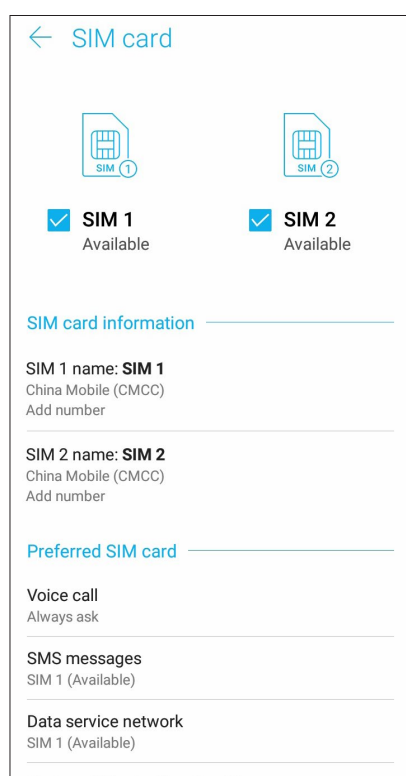 SIM card
SIM 1
SIM 2
SIM 1
SIM 2
Available
Available
SIM card information
SIM 1 name: SIM 1
China Mobile (CMCC)
Add number
SIM 2 name: SIM 2
China Mobile (CMCC)
Add number
Preferred SIM card
Voice call
Always ask
SMS messages
SIM 1 (Available)
Data service network
SIM 1 (Available)